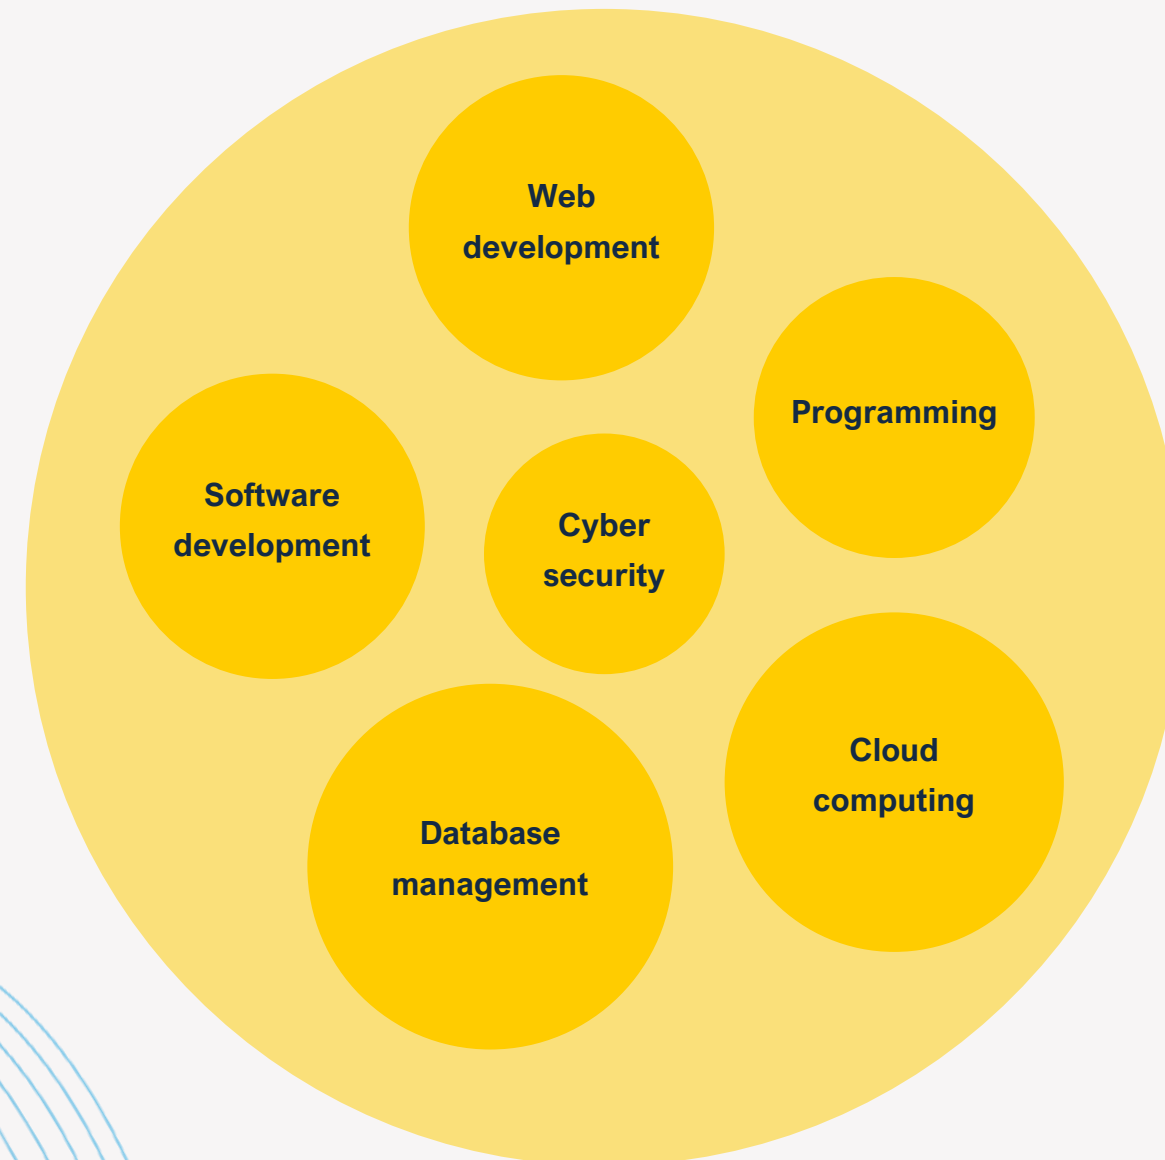 Web
development
Programming
Software
development
Cyber
security
Cloud
computing
Database
management